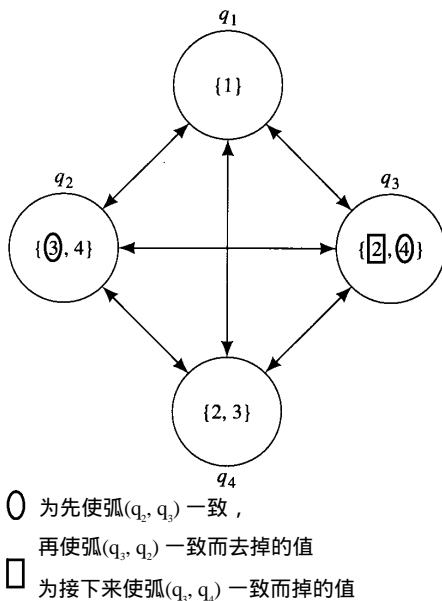 q₁
{1}
q₂
q₃
{3, 4}
{2, 4}
{2, 3}
q₄
为先使弧(q₂, q₃) 一致，
再使弧(q₃, q₂) 一致而去掉的值
为接下来使弧(q₃, q₄) 一致而掉的值